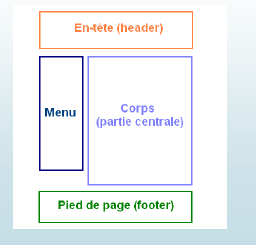 En-tête (header)
Menu
Corps
(partie centrale)
Pied de page (footer)